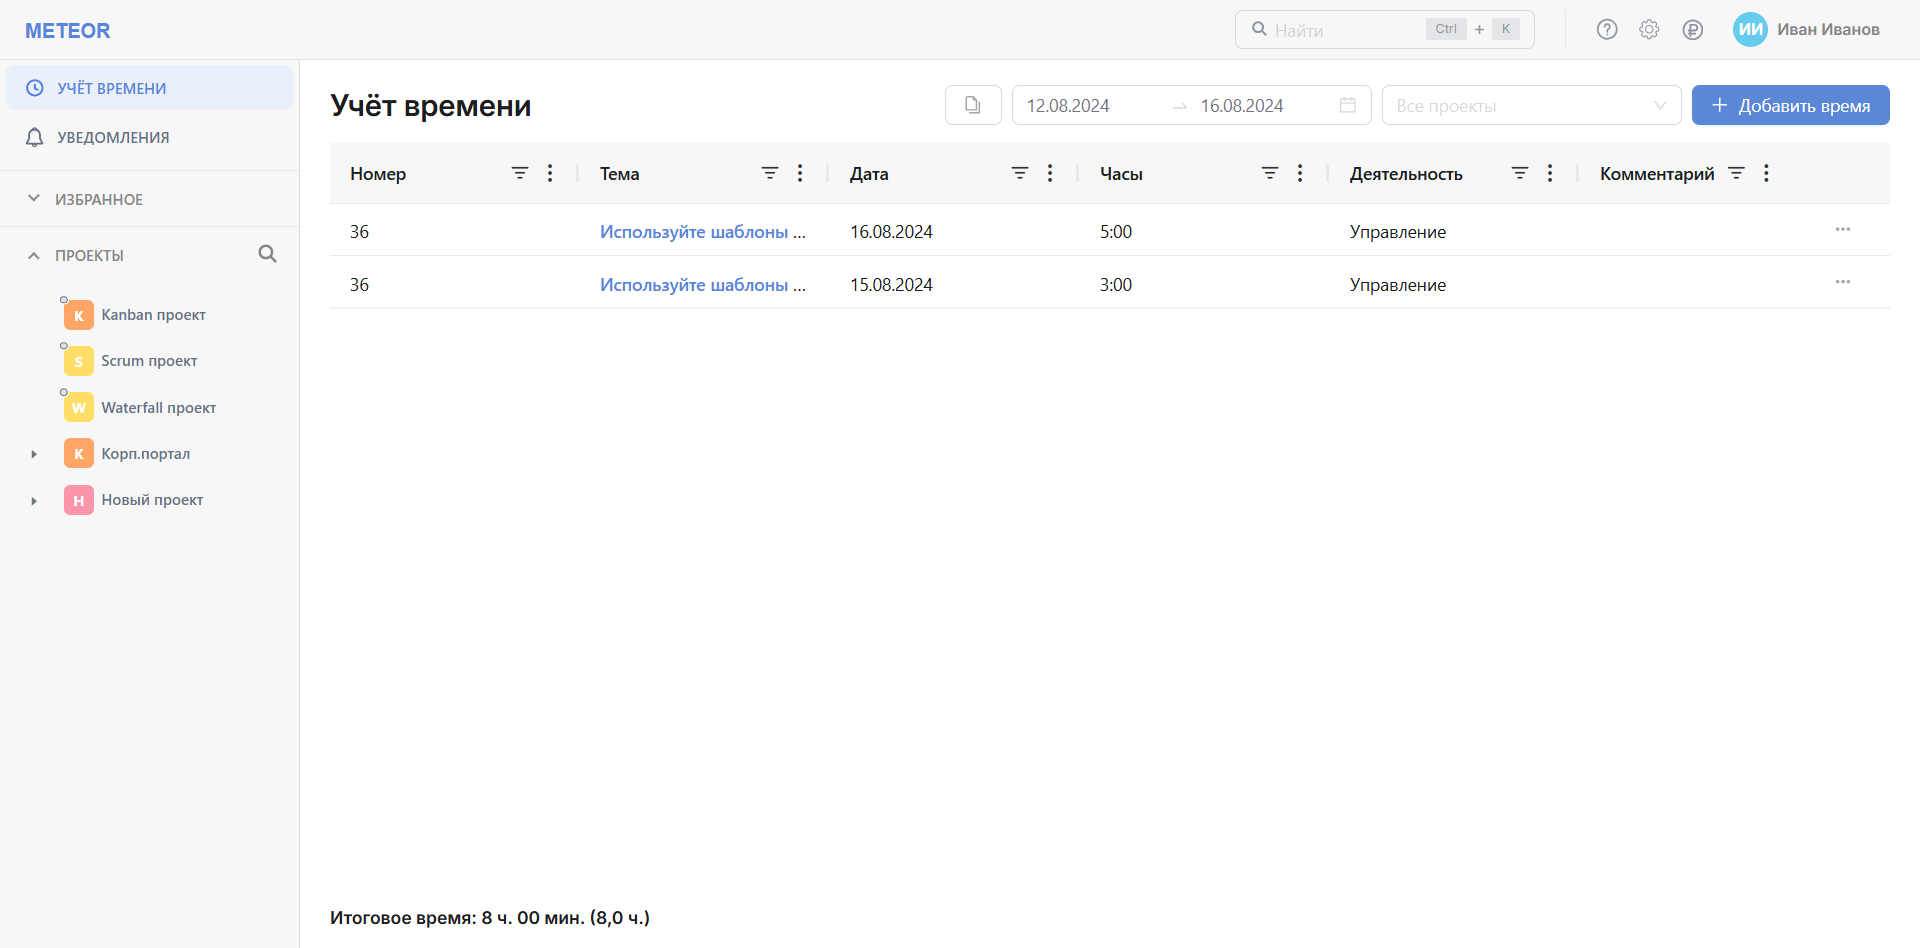 METEOR
Найти
Ctrl + K
ИИ
Иван Иванов
УЧЁТ ВРЕМЕНИ
УВЕДОМЛЕНИЯ
ИЗБРАННОЕ
ПРОЕКТЫ
K Kanban проект
S Scrum проект
W Waterfall проект
К Корп.портал
Н Новый проект
Учёт времени
12.08.2024
16.08.2024
Все проекты
Добавить время
Номер Тема Дата Часы Деятельность Комментарий
36 Используйте шаблоны ... 16.08.2024 5:00 Управление
36 Используйте шаблоны ... 15.08.2024 3:00 Управление
Итоговое время: 8 ч. 00 мин. (8,0 ч.)